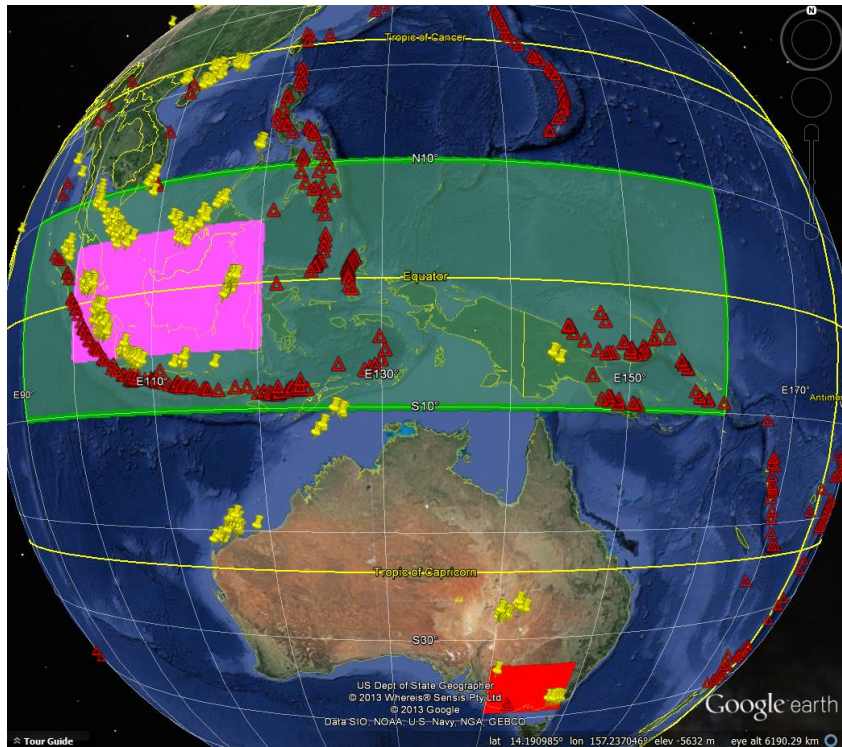 N
Tropic of Cancer
N10°
Equator
E90°
E110°
E130°
E150°
E170°
S10°
Tropic of Capricorn
S30°
US Dept of State Geographer
© 2013 Whereis® Sensis Pty Ltd
© 2013 Google
Data SIO, NOAA, U.S. Navy, NGA, GEBCO
Google earth
Tour Guide
lat 14.190985° lon 157.237046° elev -5632 m eye alt 6190.29 km